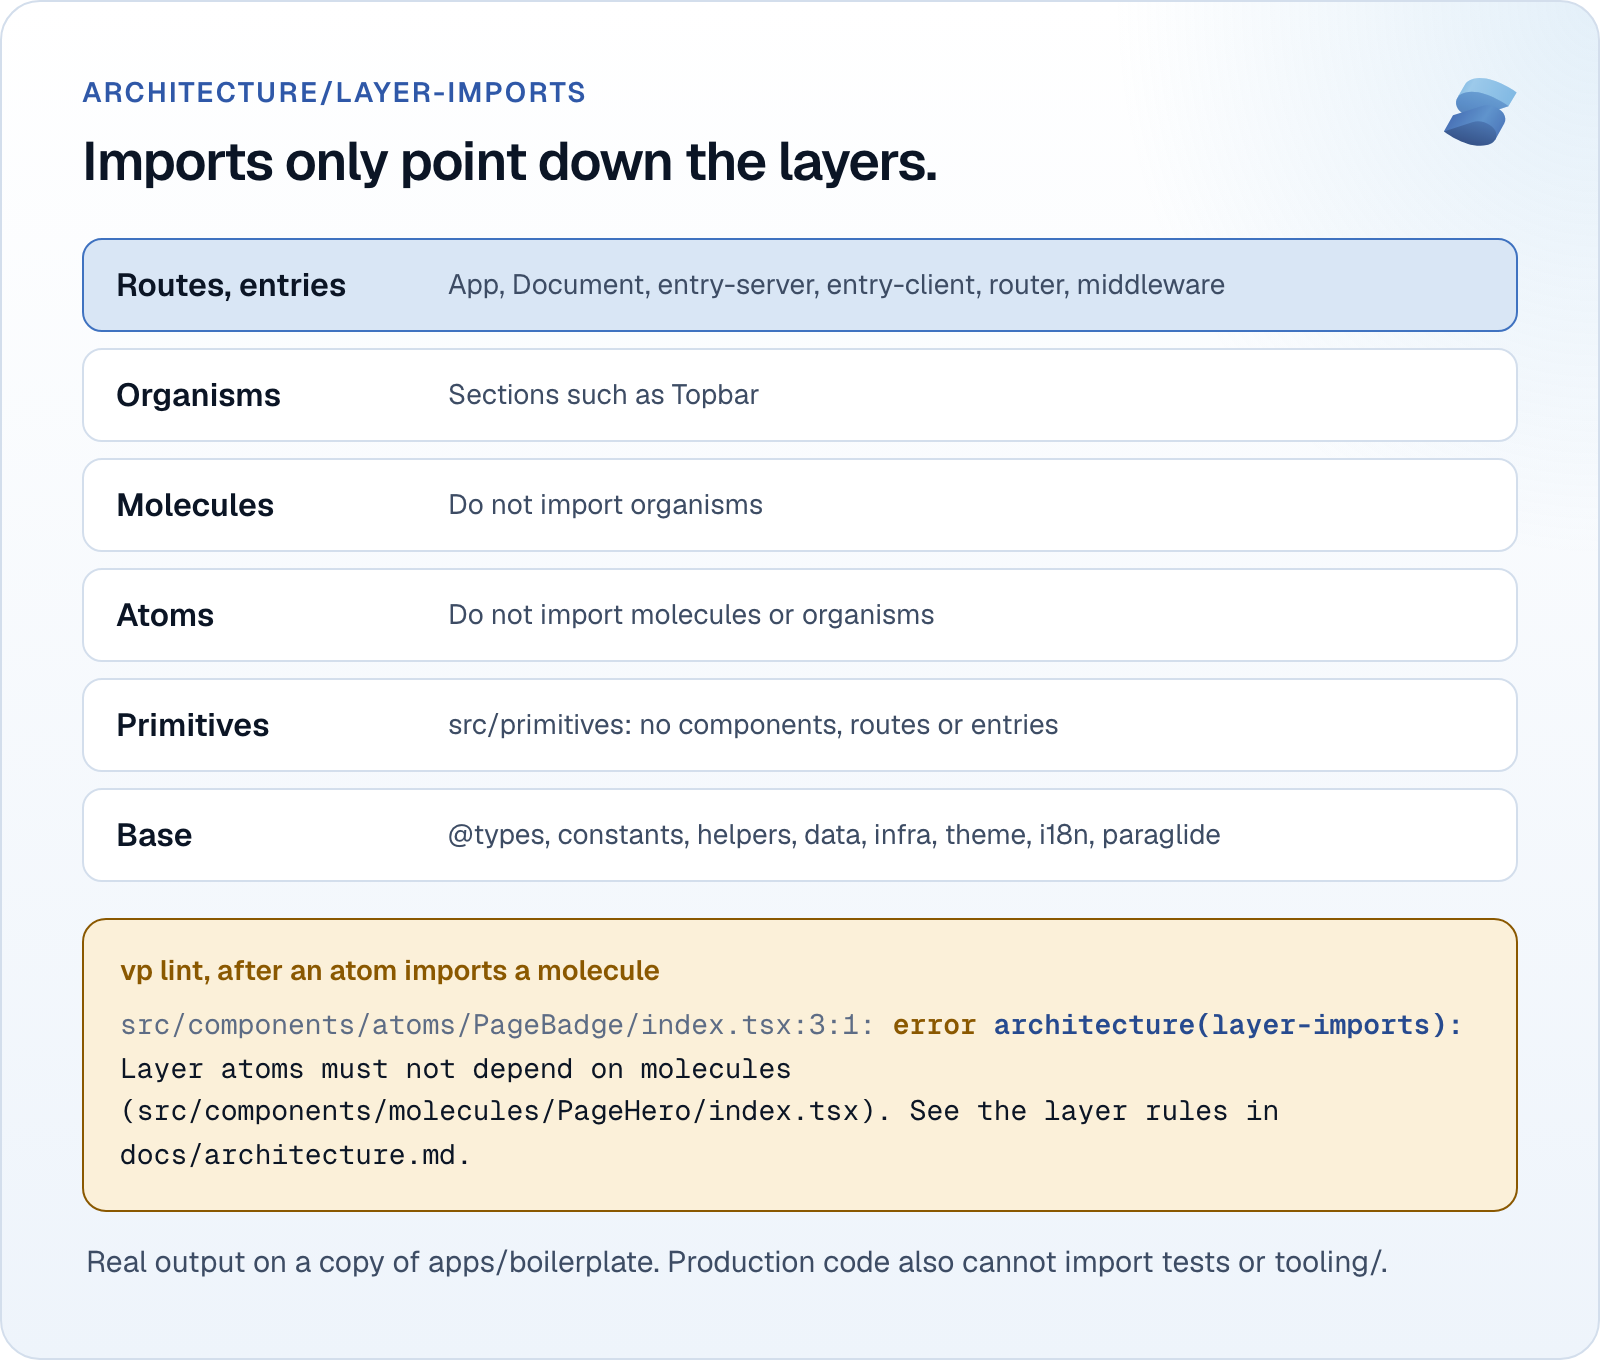 ARCHITECTURE/LAYER-IMPORTS
Imports only point down the layers.
Routes, entries App, Document, entry-server, entry-client, router, middleware
Organisms Sections such as Topbar
Molecules Do not import organisms
Atoms Do not import molecules or organisms
Primitives src/primitives: no components, routes or entries
Base @types, constants, helpers, data, infra, theme, i18n, paraglide
vp lint, after an atom imports a molecule
src/components/atoms/PageBadge/index.tsx:3:1: error architecture(layer-imports):
Layer atoms must not depend on molecules
(src/components/molecules/PageHero/index.tsx). See the layer rules in
docs/architecture.md.
Real output on a copy of apps/boilerplate. Production code also cannot import tests or tooling/.